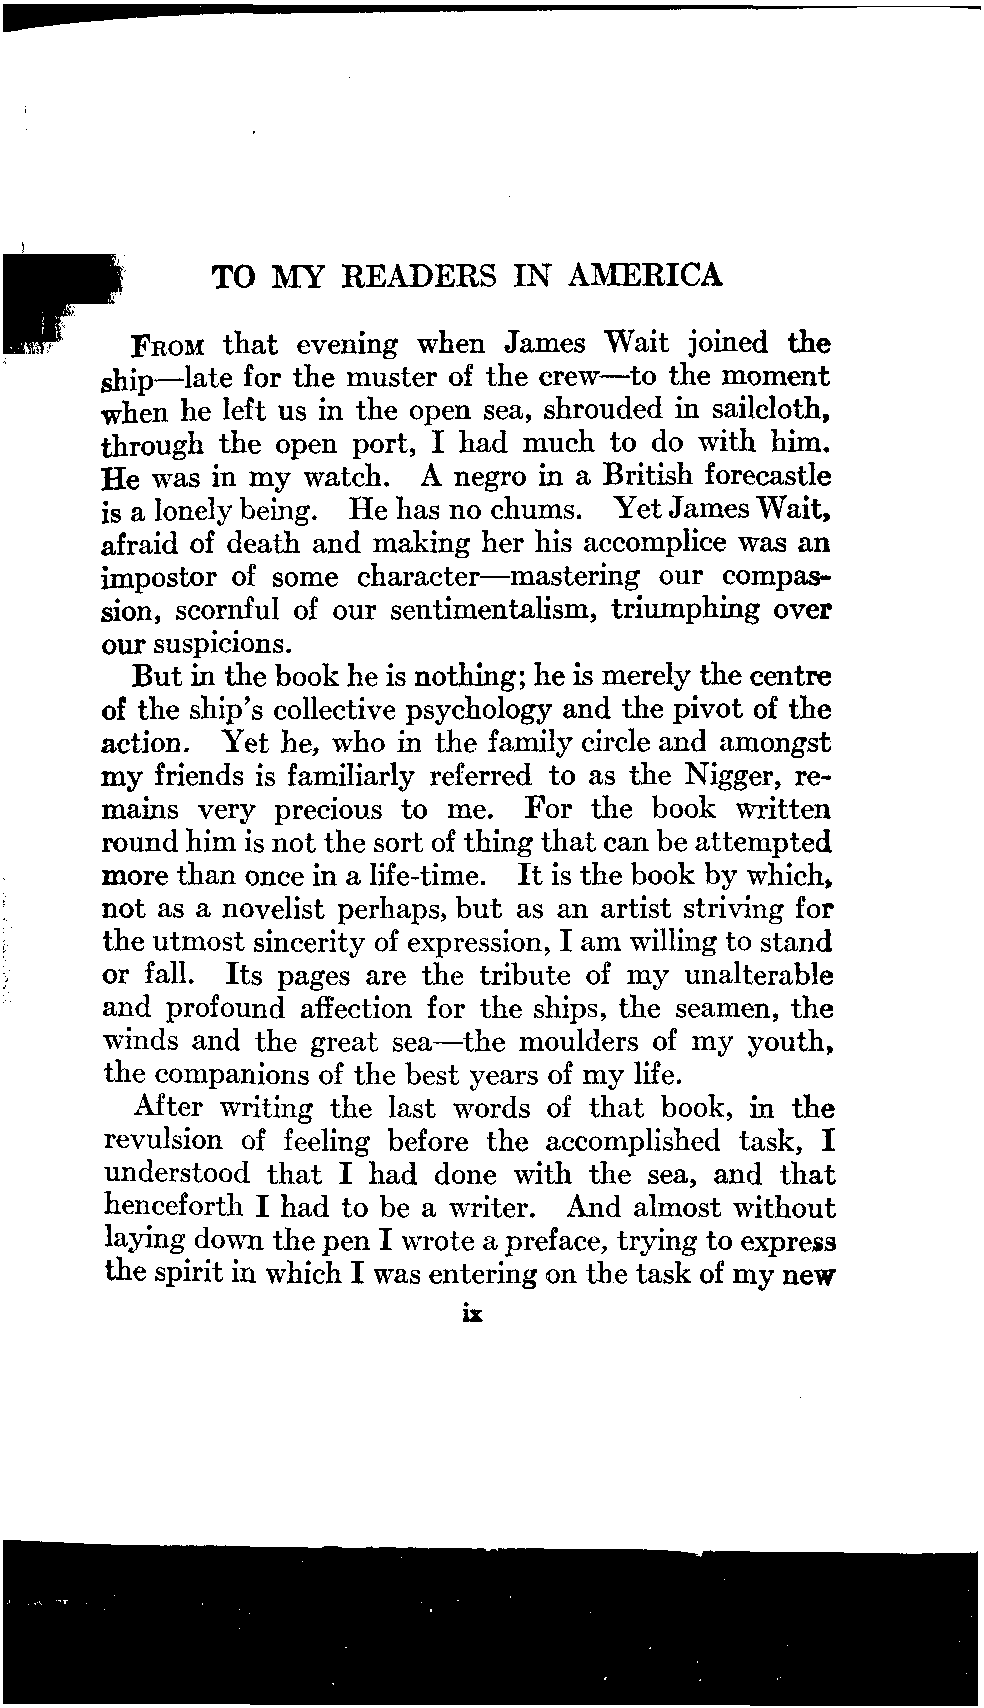 TO MY READERS IN AMERICA
FROM that evening when James Wait joined the
ship—late for the muster of the crew—to the moment
when he left us in the open sea, shrouded in sailcloth,
through the open port, I had much to do with him.
He was in my watch. A negro in a British forecastle
is a lonely being. He has no chums. Yet James Wait,
afraid of death and making her his accomplice was an
impostor of some character—mastering our compas-
sion, scornful of our sentimentalism, triumphing over
our suspicions.
But in the book he is nothing; he is merely the centre
of the ship's collective psychology and the pivot of the
action. Yet he, who in the family circle and amongst
my friends is familiarly referred to as the Nigger, re-
mains very precious to me. For the book written
round him is not the sort of thing that can be attempted
more than once in a life-time. It is the book by which,
not as a novelist perhaps, but as an artist striving for
the utmost sincerity of expression, I am willing to stand
or fall. Its pages are the tribute of my unalterable
and profound affection for the ships, the seamen, the
winds and the great sea—the moulders of my youth,
the companions of the best years of my life.
After writing the last words of that book, in the
revulsion of feeling before the accomplished task, I
understood that I had done with the sea, and that
henceforth I had to be a writer. And almost without
laying down the pen I wrote a preface, trying to express
the spirit in which I was entering on the task of my new
ix